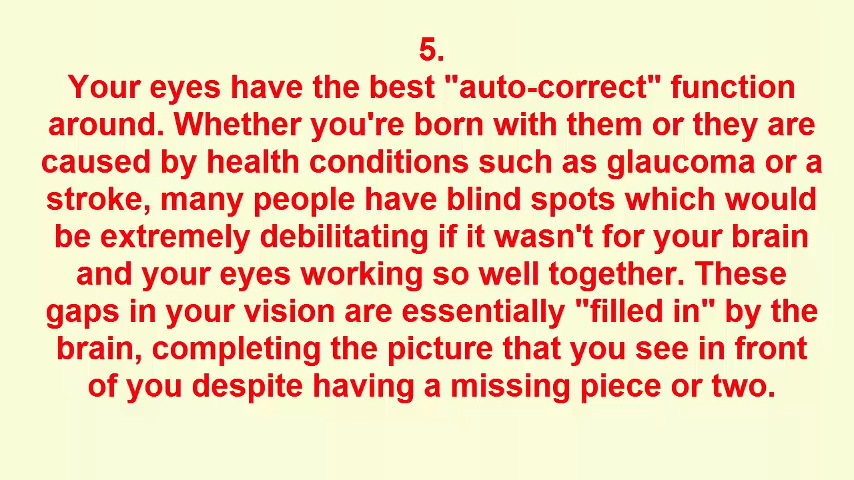 5.
Your eyes have the best "auto-correct" function
around. Whether you're born with them or they are
caused by health conditions such as glaucoma or a
stroke, many people have blind spots which would
be extremely debilitating if it wasn't for your brain
and your eyes working so well together. These
gaps in your vision are essentially "filled in" by the
brain, completing the picture that you see in front
of you despite having a missing piece or two.